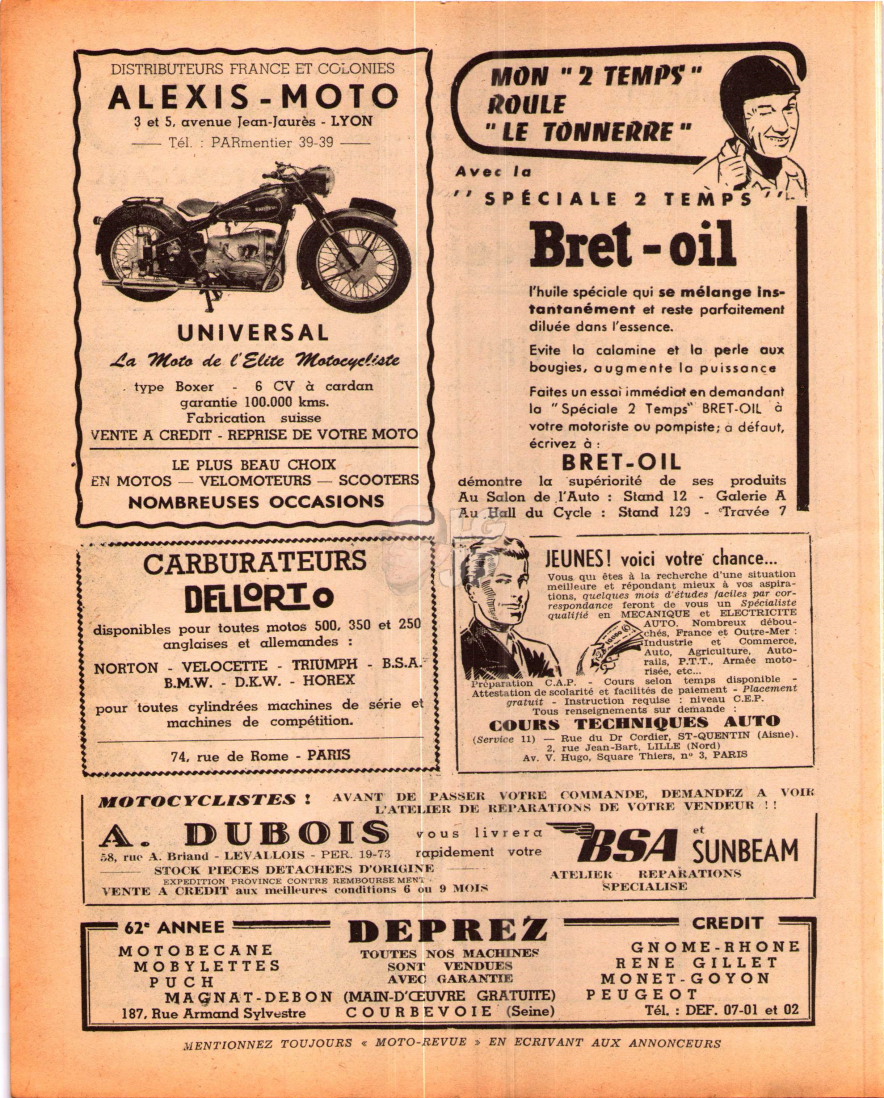 DISTRIBUTEURS FRANCE ET COLONIES
ALEXIS - MOTO
3 et 5, avenue Jean-Jaurès - LYON
Tél. : PARmentier 39-39
UNIVERSAL
La Moto de l'Elite Motocycliste
type Boxer - 6 CV à cardan
garantie 100.000 kms.
Fabrication suisse
VENTE A CREDIT - REPRISE DE VOTRE MOTO
LE PLUS BEAU CHOIX
EN MOTOS — VELOMOTEURS — SCOOTERS
NOMBREUSES OCCASIONS
MON "2 TEMPS"
ROULE
"LE TONNERRE"
Avec la
"SPÉCIALE 2 TEMPS"
Bret-oil
l'huile spéciale qui se mélange ins-
tantanément et reste parfaitement
diluée dans l'essence.
Evite la calamine et la perle aux
bougies, augmente la puissance
Faites un essai immédiat en demandant
la "Spéciale 2 Temps" BRET-OIL à
votre motoriste ou pompiste; à défaut,
écrivez à :
BRET-OIL
démontre la supériorité de ses produits
Au Salon de l'Auto : Stand 12 - Galerie A
Au Hall du Cycle : Stand 129 - Travée 7
CARBURATEURS
DELLORTO
disponibles pour toutes motos 500, 350 et 250
anglaises et allemandes :
NORTON - VELOCETTE - TRIUMPH - B.S.A.
B.M.W. - D.K.W. - HOREX
pour toutes cylindrées machines de série et
machines de compétition.
74, rue de Rome - PARIS
JEUNES! voici votre chance...
Vous qui êtes à la recherche d'une situation
meilleure et répondant mieux à vos aspira-
tions, quelques mois d'études faciles par cor-
respondance feront de vous un Spécialiste
qualifié en MECANIQUE et ELECTRICITE
AUTO. Nombreux débou-
chés, France et Outre-Mer :
Industrie et Commerce,
Auto, Agriculture, Auto-
rails, P.T.T., Armée moto-
risée, etc...
Préparation C.A.P. - Cours selon temps disponible -
Attestation de scolarité et facilités de paiement - Placement
gratuit - Instruction requise : niveau C.E.P.
Tous renseignements sur demande :
COURS TECHNIQUES AUTO
(Service 11) — Rue du Dr Cordier, ST-QUENTIN (Aisne).
2, rue Jean-Bart, LILLE (Nord)
Av. V. Hugo, Square Thiers, n° 3, PARIS
MOTOCYCLISTES ! AVANT DE PASSER VOTRE COMMANDE, DEMANDEZ A VOIR
L'ATELIER DE REPARATIONS DE VOTRE VENDEUR ! !
A. DUBOIS
58, rue A. Briand - LEVALLOIS - PER. 19-73
vous livrera
rapidement votre
BSA et SUNBEAM
STOCK PIECES DETACHEES D'ORIGINE
EXPEDITION PROVINCE CONTRE REMBOURSEMENT
VENTE A CREDIT aux meilleures conditions 6 ou 9 MOIS
ATELIER REPARATIONS
SPECIALISE
62e ANNEE
MOTOBECANE
MOBYLETTES
PUCH
MAGNAT-DEBON
187, Rue Armand Sylvestre
DEPREZ
TOUTES NOS MACHINES
SONT VENDUES
AVEC GARANTIE
(MAIN-D'ŒUVRE GRATUITE)
COURBEVOIE (Seine)
CREDIT
GNOME-RHONE
RENE GILLET
MONET-GOYON
PEUGEOT
Tél. : DEF. 07-01 et 02
MENTIONNEZ TOUJOURS « MOTO-REVUE » EN ECRIVANT AUX ANNONCEURS